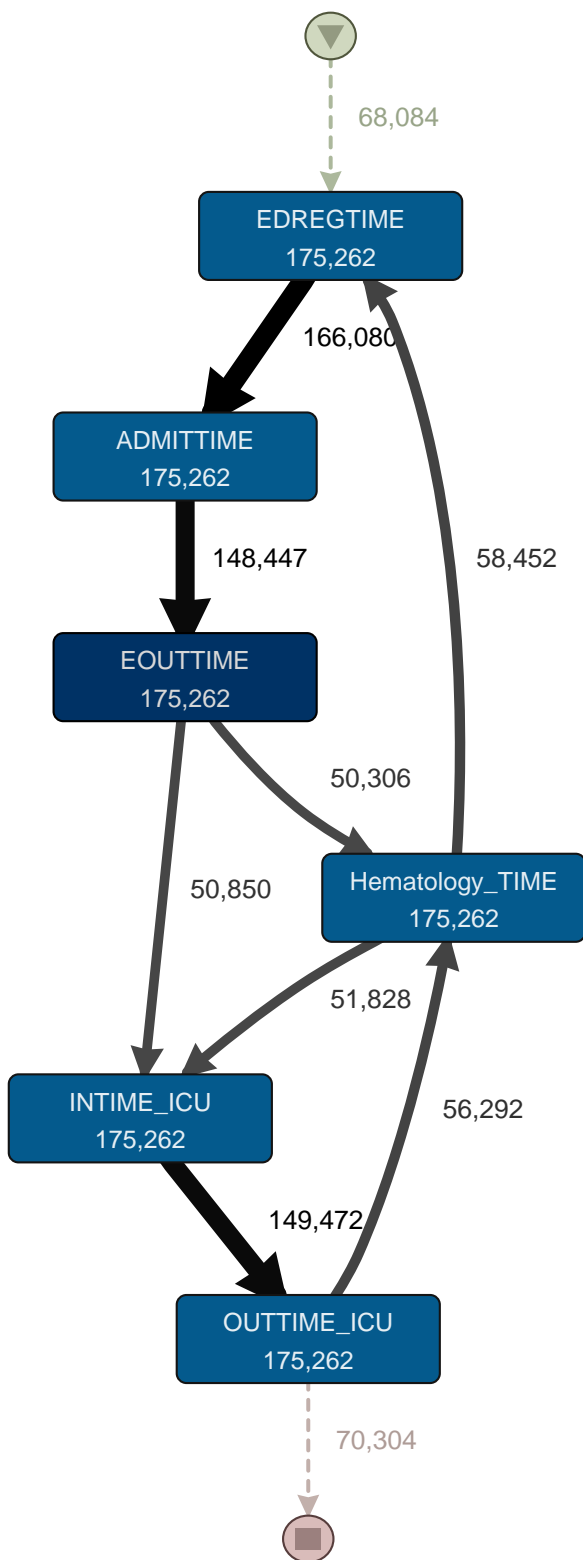 68,084
EDREGTIME
175,262
166,080
ADMITTIME
175,262
148,447
58,452
EOUTTIME
175,262
50,306
50,850
Hematology_TIME
175,262
51,828
INTIME_ICU
175,262
56,292
149,472
OUTTIME_ICU
175,262
70,304